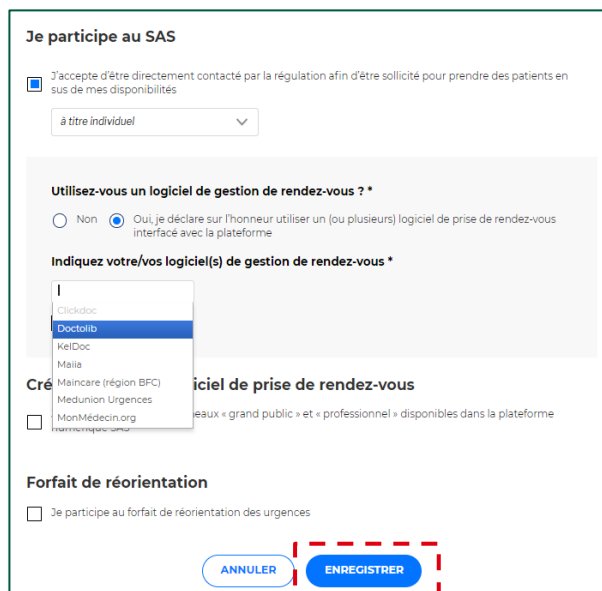 Je participe au SAS
J'accepte d'être directement contacté par la régulation afin d'être sollicité pour prendre des patients en
sus de mes disponibilités
à titre individuel
Utilisez-vous un logiciel de gestion de rendez-vous ? *
Non
Oui, je déclare sur l'honneur utiliser un (ou plusieurs) logiciel de prise de rendez-vous
interfacé avec la plateforme
Indiquez votre/vos logiciel(s) de gestion de rendez-vous *
Clickdoc
Doctolib
KelDoc
Maiia
Maincare (région BFC)
Medunion Urgences
MonMédecin.org
Cré iciel de prise de rendez-vous
neaux « grand public » et « professionnel » disponibles dans la plateforme
numérique SAS
Forfait de réorientation
Je participe au forfait de réorientation des urgences
ANNULER
ENREGISTRER